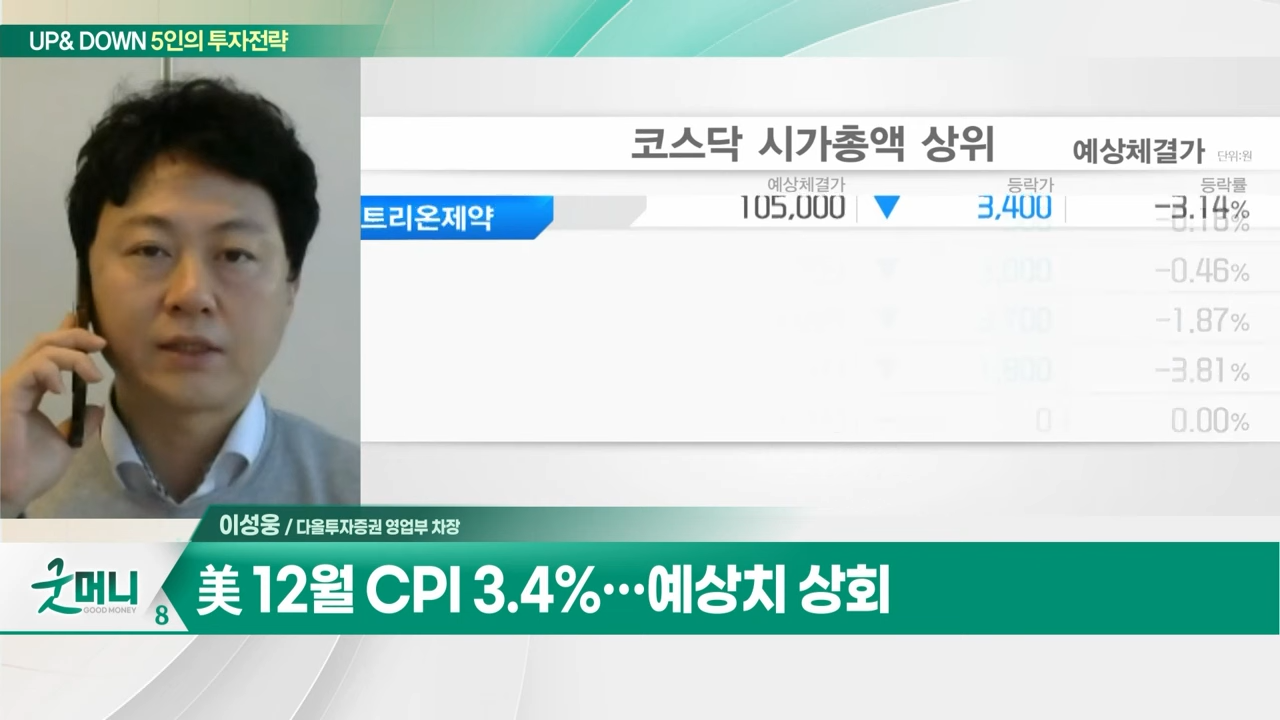 UP& DOWN 5인의 투자전략
코스닥 시가총액 상위
예상체결가 단위:원
예상체결가 등락가 등락률
트리온제약 105,000 ▼ 3,400 -3.14%
▼ -0.46%
▼ -1.87%
▼ -3.81%
0 0.00%
이성웅 / 다올투자증권 영업부 차장
굿머니
GOOD MONEY
8
美 12월 CPI 3.4%…예상치 상회